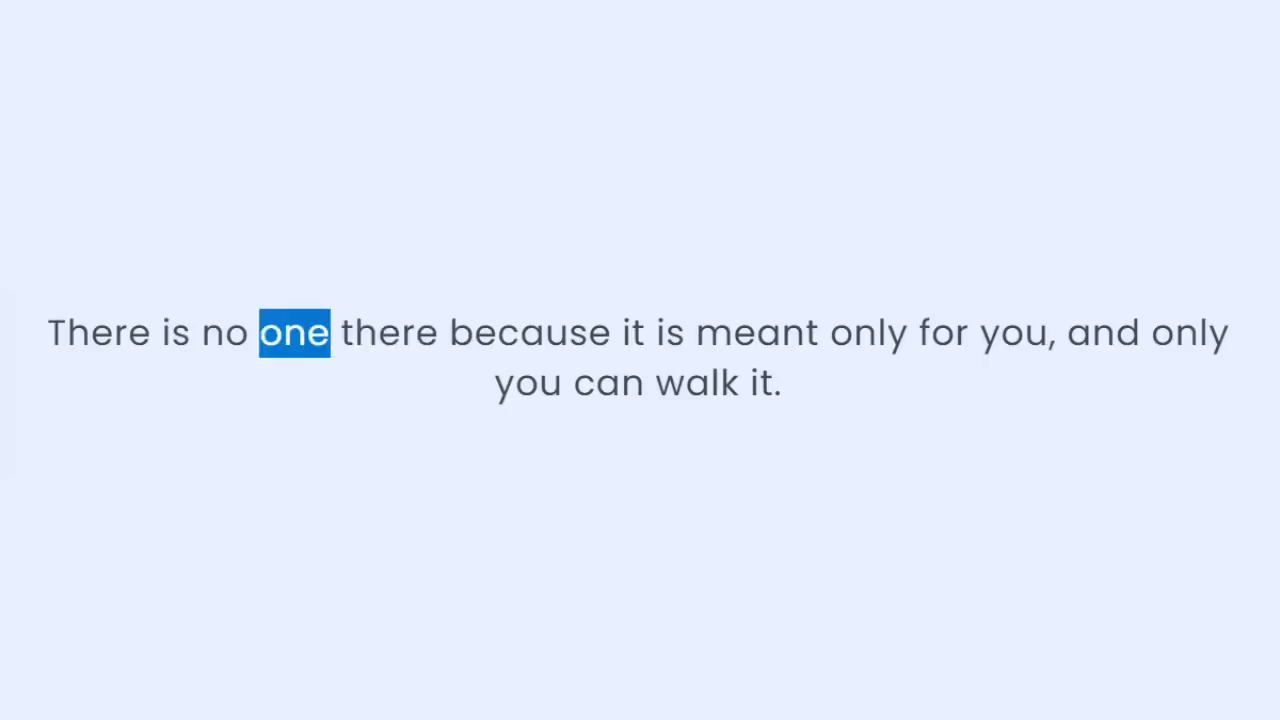 There is no one there because it is meant only for you, and only
you can walk it.